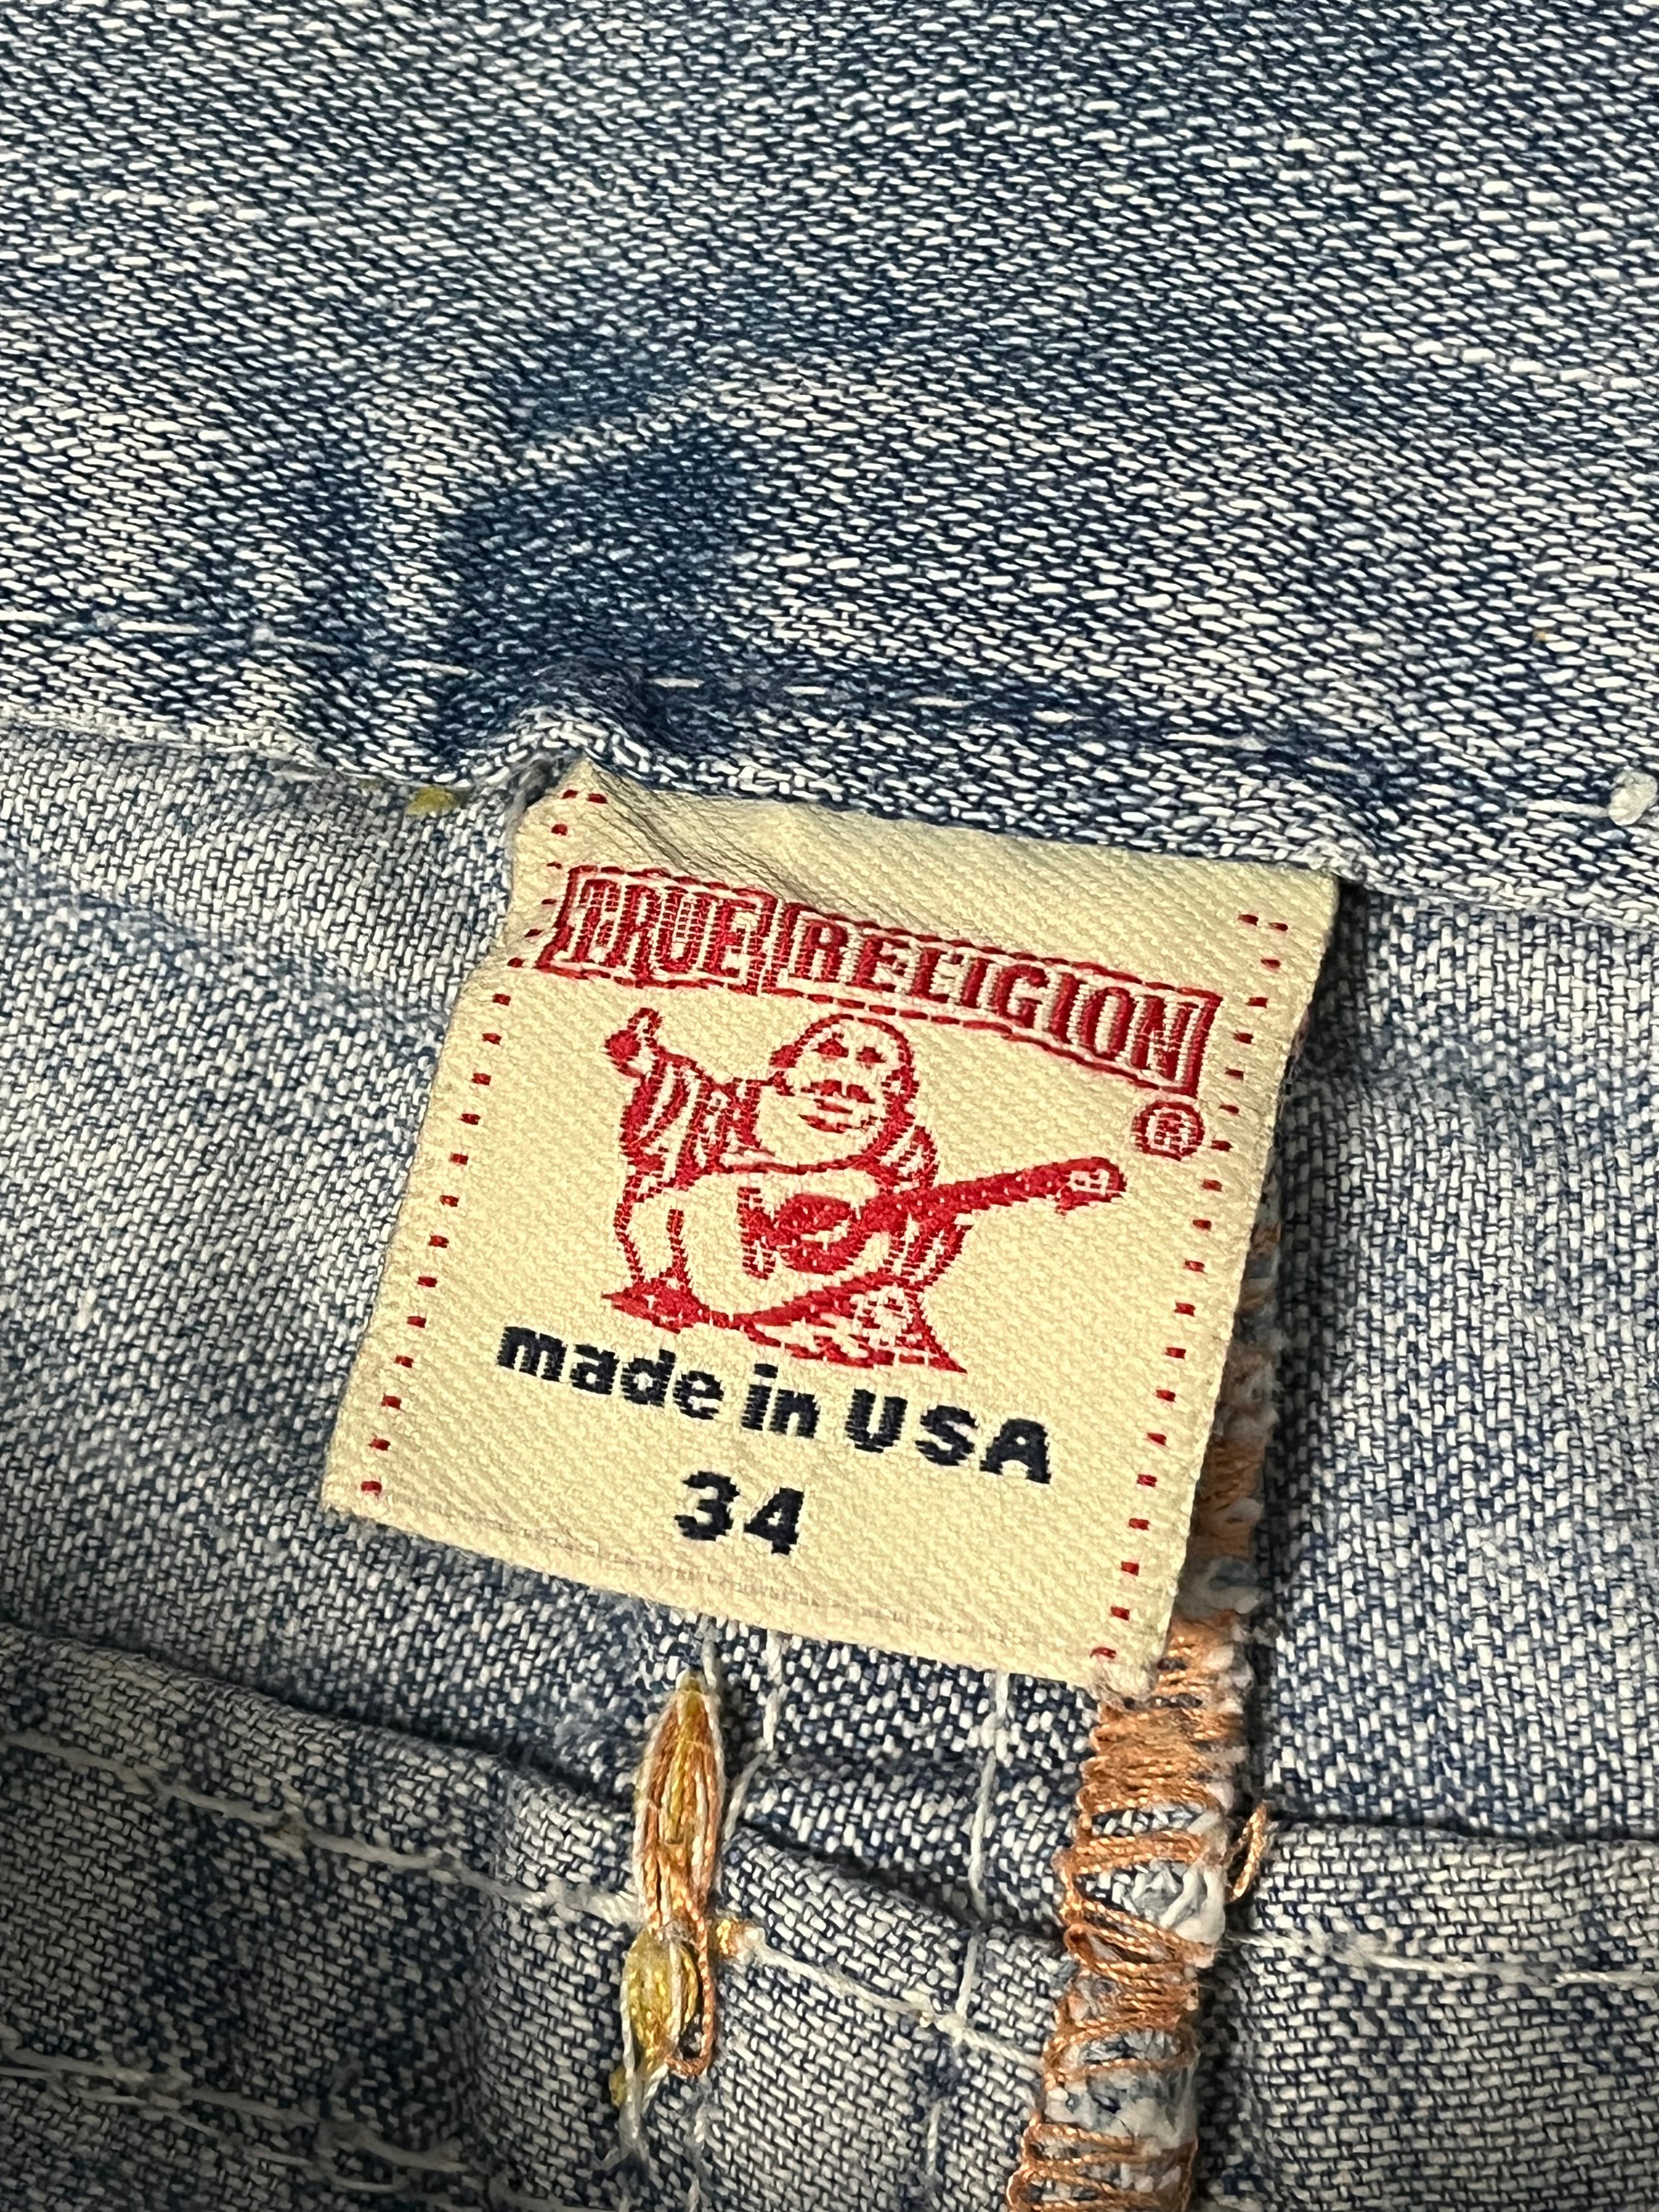 TRUE RELIGION
®
made in USA
34